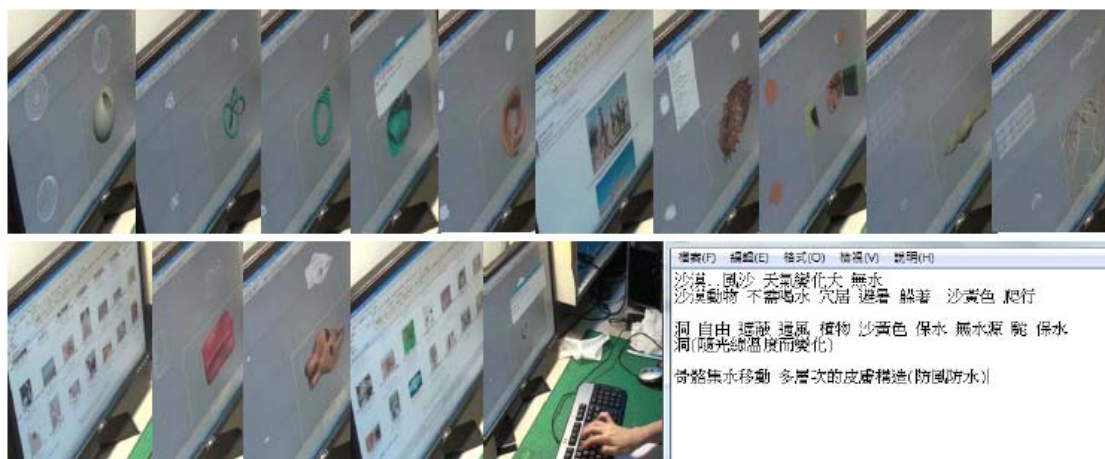 檔案(F) 編輯(E) 格式(O) 檢視(V) 說明(H)
沙漠 風沙 天氣變化大 無水
沙漠動物 不需喝水 穴居 避暑 躲著 沙黃色 爬行
洞 自由 遮蔽 通風 植物 沙黃色 保水 無水源 駝 保水
洞(隨光線溫度而變化)
骨骼集水移動 多層次的皮膚構造(防風防水)